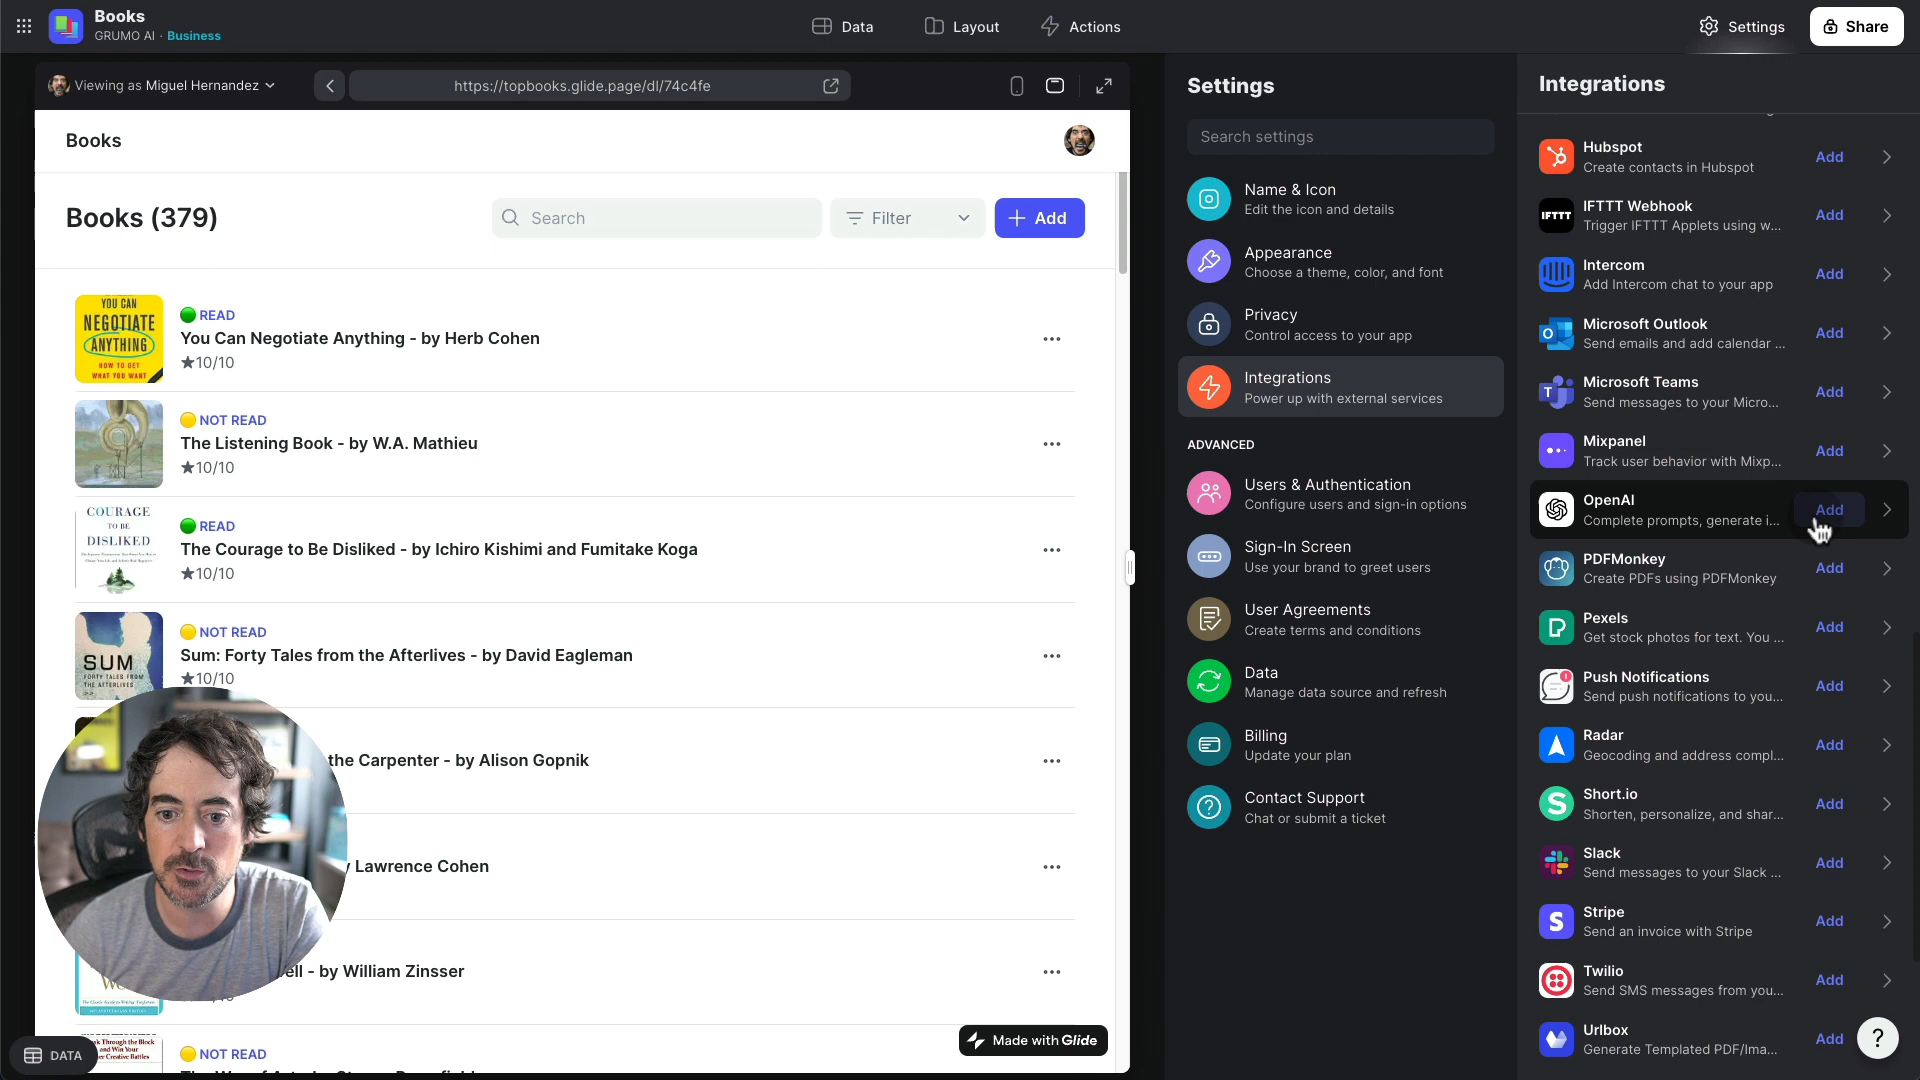 Books
GRUMO AI · Business
Data
Layout
Actions
Settings
Share
Viewing as Miguel Hernandez
https://topbooks.glide.page/dl/74c4fe
Books
Books (379)
Search
Filter
Add
YOU CAN
NEGOTIATE
ANYTHING
HOW TO GET
WHAT YOU WANT
READ
You Can Negotiate Anything - by Herb Cohen
★10/10
NOT READ
The Listening Book - by W.A. Mathieu
★10/10
COURAGE
TO BE
DISLIKED
READ
The Courage to Be Disliked - by Ichiro Kishimi and Fumitake Koga
★10/10
SUM
FORTY TALES FROM
THE AFTERLIVES
NOT READ
Sum: Forty Tales from the Afterlives - by David Eagleman
★10/10
the Carpenter - by Alison Gopnik
Lawrence Cohen
ell - by William Zinsser
NOT READ
DATA
Made with Glide
Settings
Search settings
Name & Icon
Edit the icon and details
Appearance
Choose a theme, color, and font
Privacy
Control access to your app
Integrations
Power up with external services
ADVANCED
Users & Authentication
Configure users and sign-in options
Sign-In Screen
Use your brand to greet users
User Agreements
Create terms and conditions
Data
Manage data source and refresh
Billing
Update your plan
Contact Support
Chat or submit a ticket
Integrations
Hubspot
Create contacts in Hubspot
Add
IFTTT
IFTTT Webhook
Trigger IFTTT Applets using w...
Add
Intercom
Add Intercom chat to your app
Add
Microsoft Outlook
Send emails and add calendar ...
Add
Microsoft Teams
Send messages to your Micro...
Add
Mixpanel
Track user behavior with Mixp...
Add
OpenAI
Complete prompts, generate i...
Add
PDFMonkey
Create PDFs using PDFMonkey
Add
Pexels
Get stock photos for text. You ...
Add
Push Notifications
Send push notifications to you...
Add
Radar
Geocoding and address compl...
Add
Short.io
Shorten, personalize, and shar...
Add
Slack
Send messages to your Slack ...
Add
Stripe
Send an invoice with Stripe
Add
Twilio
Send SMS messages from you...
Add
Urlbox
Generate Templated PDF/Ima...
Add
?